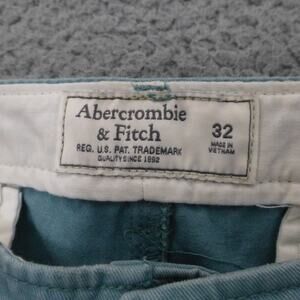 Abercrombie
& Fitch
REG. U.S. PAT. TRADEMARK
QUALITY SINCE 1892
32
MADE IN
VIETNAM